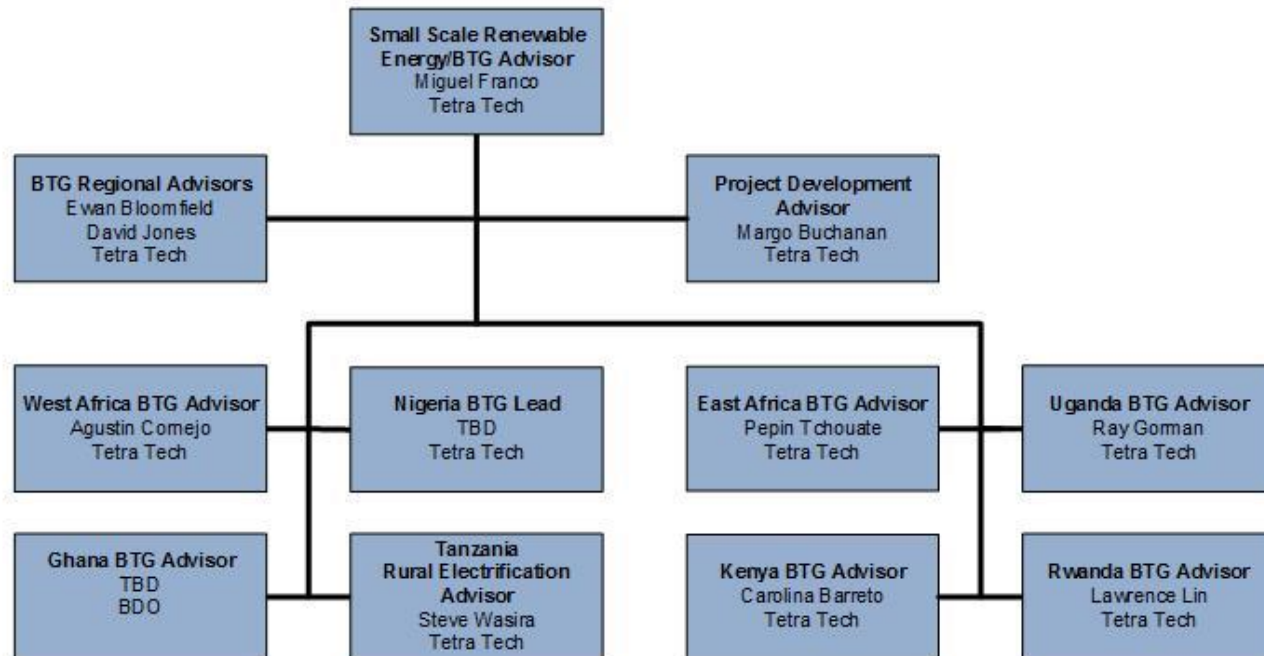 Small Scale Renewable
Energy/BTG Advisor
Miguel Franco
Tetra Tech
BTG Regional Advisors
Ewan Bloomfield
David Jones
Tetra Tech
Project Development
Advisor
Margo Buchanan
Tetra Tech
West Africa BTG Advisor
Agustin Cornejo
Tetra Tech
Nigeria BTG Lead
TBD
Tetra Tech
East Africa BTG Advisor
Pepin Tchouate
Tetra Tech
Uganda BTG Advisor
Ray Gorman
Tetra Tech
Ghana BTG Advisor
TBD
BDO
Tanzania
Rural Electrification
Advisor
Steve Wasira
Tetra Tech
Kenya BTG Advisor
Carolina Barreto
Tetra Tech
Rwanda BTG Advisor
Lawrence Lin
Tetra Tech